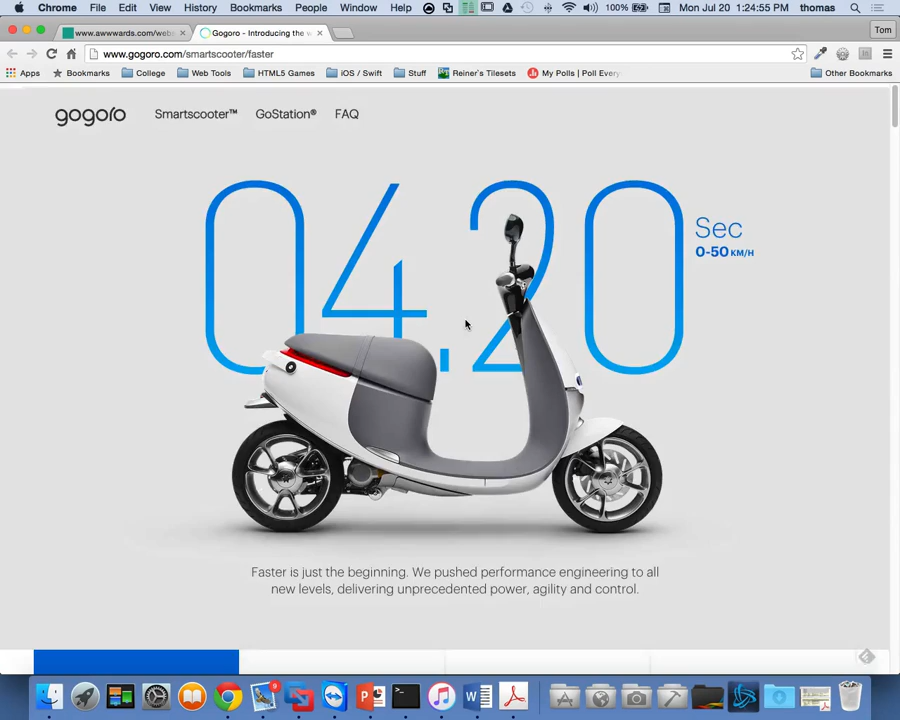 Chrome File Edit View History Bookmarks People Window Help 100% Mon Jul 20 1:24:55 PM thomas
www.awwwards.com/web Gogoro - Introducing the w Tom
www.gogoro.com/smartscooter/faster
Apps Bookmarks College Web Tools HTML5 Games iOS / Swift Stuff Reiner's Tilesets My Polls | Poll Every Other Bookmarks
gogoro Smartscooter™ GoStation® FAQ
04.20 Sec
0-50 KM/H
Faster is just the beginning. We pushed performance engineering to all
new levels, delivering unprecedented power, agility and control.
9